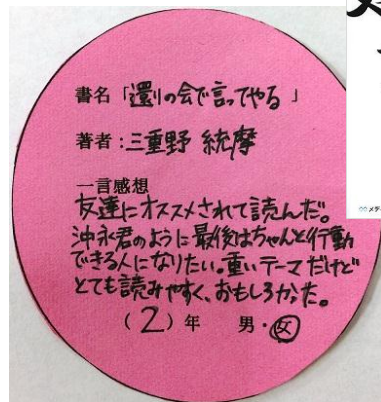 書名「還りの会で言ってやる」
著者：三重野 統摩
一言感想
友達にオススメされて読んだ。
沖永君のように最後はちゃんと行動
できる人になりたい。重いテーマだけど
とても読みやすく、おもしろかった。
（2）年　男・女